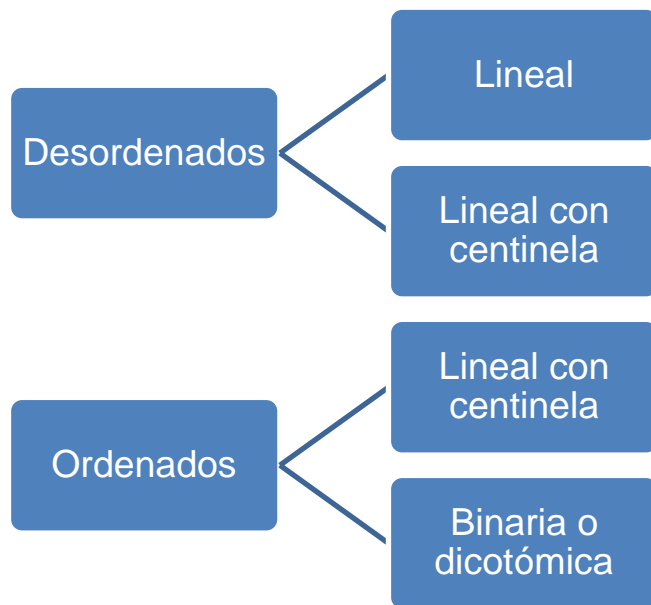 Desordenados
Lineal
Lineal con
centinela
Ordenados
Lineal con
centinela
Binaria o
dicotómica